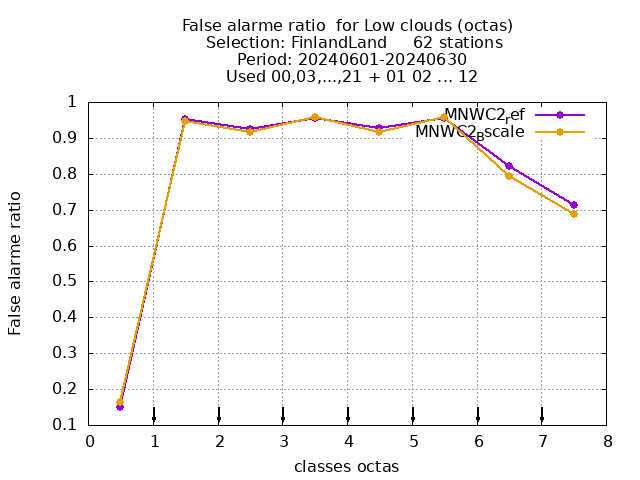 False alarme ratio  for Low clouds (octas)
Selection: FinlandLand     62 stations
Period: 20240601-20240630
Used 00,03,...,21 + 01 02 ... 12
MNWC2ref
MNWC2Bscale
1
0.9
0.8
0.7
0.6
0.5
0.4
0.3
0.2
0.1
False alarme ratio
0 1 2 3 4 5 6 7 8
classes octas